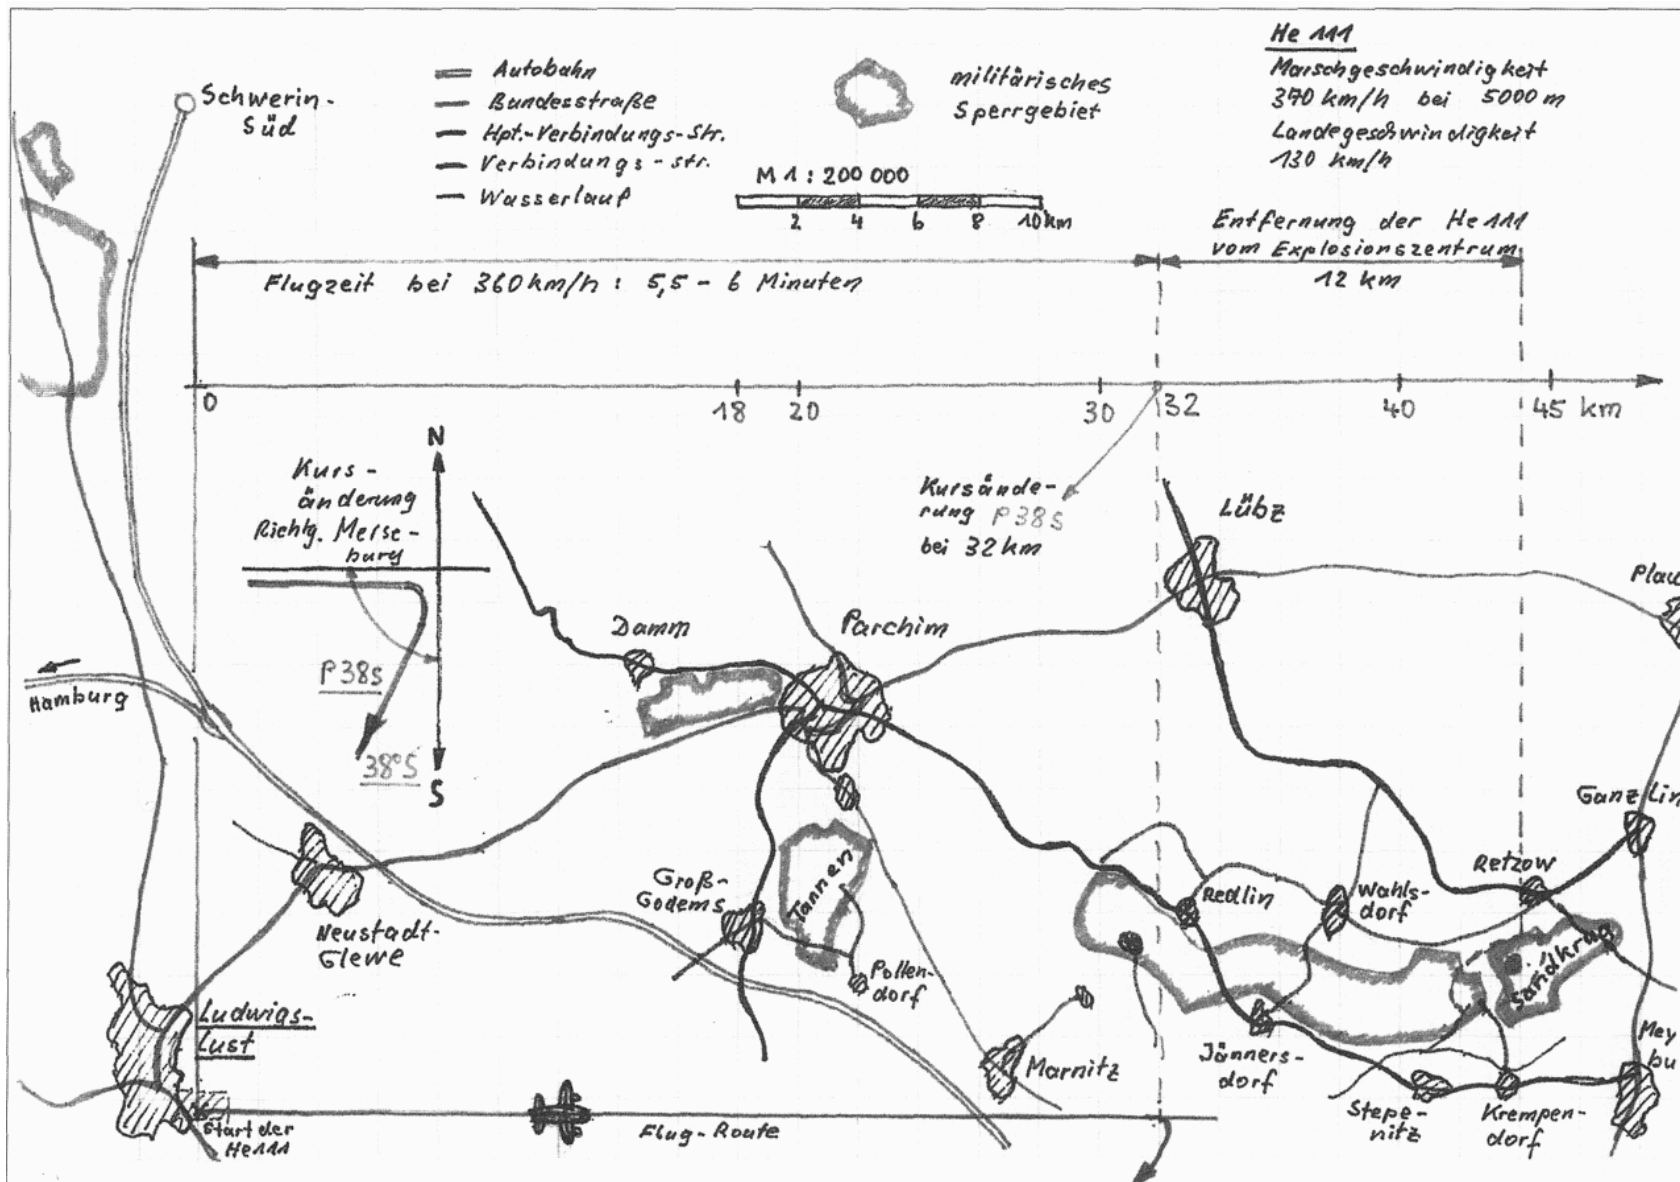 Schwerin-
Süd
Autobahn
Bundesstraße
Hpt.-Verbindungs-Str.
Verbindungs-str.
Wasserlauf
militärisches
Sperrgebiet
M 1 : 200 000
2 4 6 8 10 km
He 111
Marschgeschwindigkeit
370 km/h bei 5000 m
Landegeschwindigkeit
130 km/h
Entfernung der He 111
vom Explosionszentrum
12 km
Flugzeit bei 360 km/h : 5,5 - 6 Minuten
0 18 20 30 32 40 45 km
N
Kurs-
änderung
Richtg. Merse-
burg
P38S
38°S
S
Kursände-
rung P38S
bei 32 km
Lübz
Plau
Damm
Parchim
Hamburg
Ganzlin
Retzow
Groß-
Godems
Tannen
Redlin
Wahls-
dorf
Neustadt-
Glewe
Pollen-
dorf
Sandkrug
Ludwigs-
Lust
Marnitz
Jänners-
dorf
Mey
bu
Stepe-
nitz
Krempen-
dorf
Start der
He 111
Flug-Route